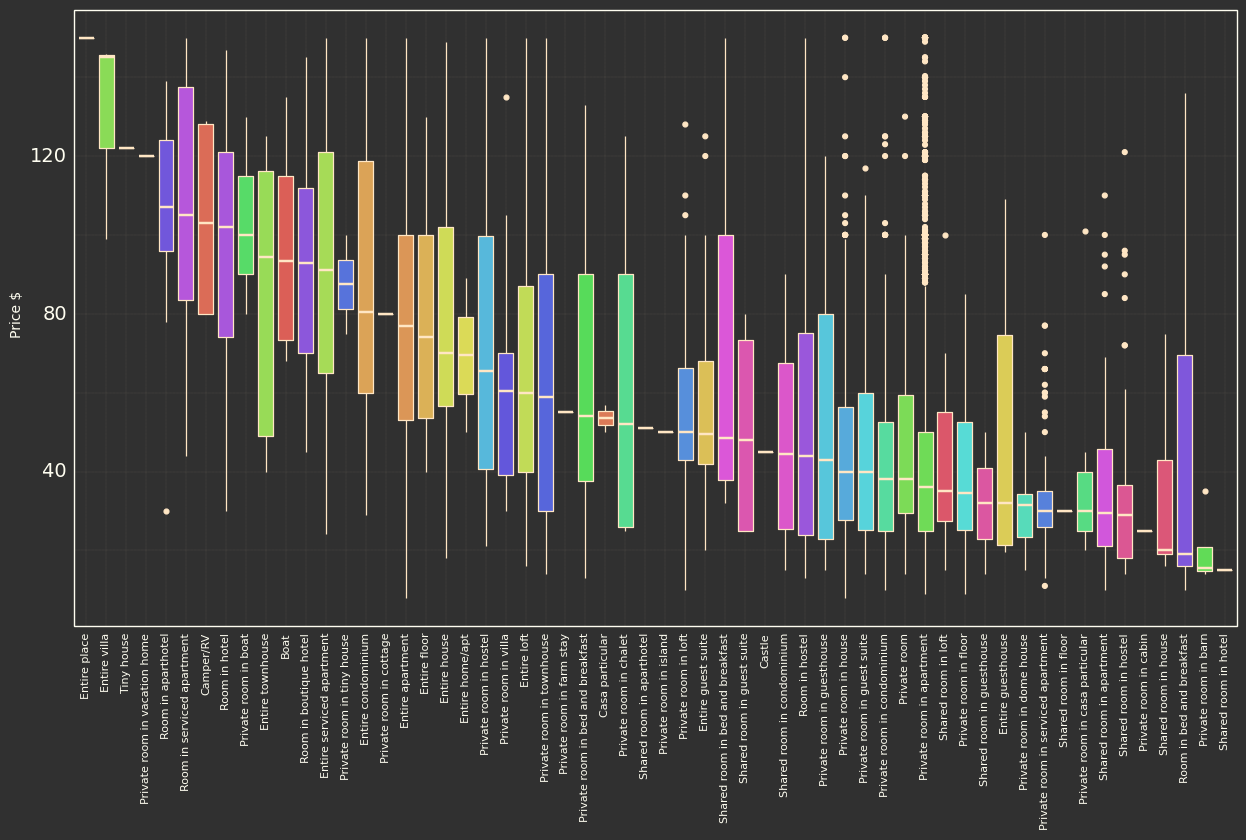 120
80
40
Price $
Entire place
Entire villa
Tiny house
Private room in vacation home
Room in aparthotel
Room in serviced apartment
Camper/RV
Room in hotel
Private room in boat
Entire townhouse
Boat
Room in boutique hotel
Entire serviced apartment
Private room in tiny house
Entire condominium
Private room in cottage
Entire apartment
Entire floor
Entire house
Entire home/apt
Private room in hostel
Private room in villa
Entire loft
Private room in townhouse
Private room in farm stay
Private room in bed and breakfast
Casa particular
Private room in chalet
Shared room in aparthotel
Private room in island
Private room in loft
Entire guest suite
Shared room in bed and breakfast
Shared room in guest suite
Castle
Shared room in condominium
Room in hostel
Private room in guesthouse
Private room in house
Private room in guest suite
Private room in condominium
Private room
Private room in apartment
Shared room in loft
Private room in floor
Shared room in guesthouse
Entire guesthouse
Private room in dome house
Private room in serviced apartment
Shared room in floor
Private room in casa particular
Shared room in apartment
Shared room in hostel
Private room in cabin
Shared room in house
Room in bed and breakfast
Private room in barn
Shared room in hotel